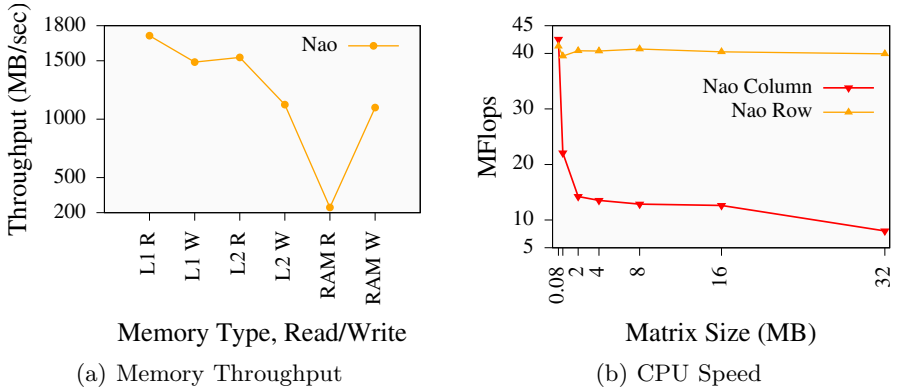 1800
1500
1000
500
200
Throughput (MB/sec)
Nao
L1 R
L1 W
L2 R
L2 W
RAM R
RAM W
Memory Type, Read/Write
(a) Memory Throughput
45
40
30
20
10
5
MFlops
Nao Column
Nao Row
0.08
2
4
8
16
32
Matrix Size (MB)
(b) CPU Speed